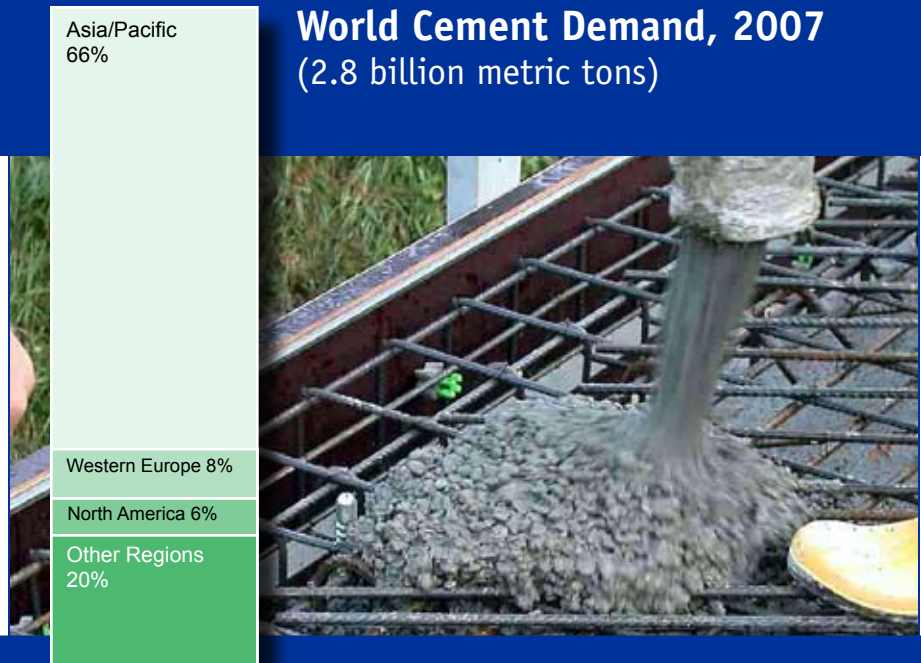 World Cement Demand, 2007
(2.8 billion metric tons)
Asia/Pacific
66%
Western Europe 8%
North America 6%
Other Regions
20%